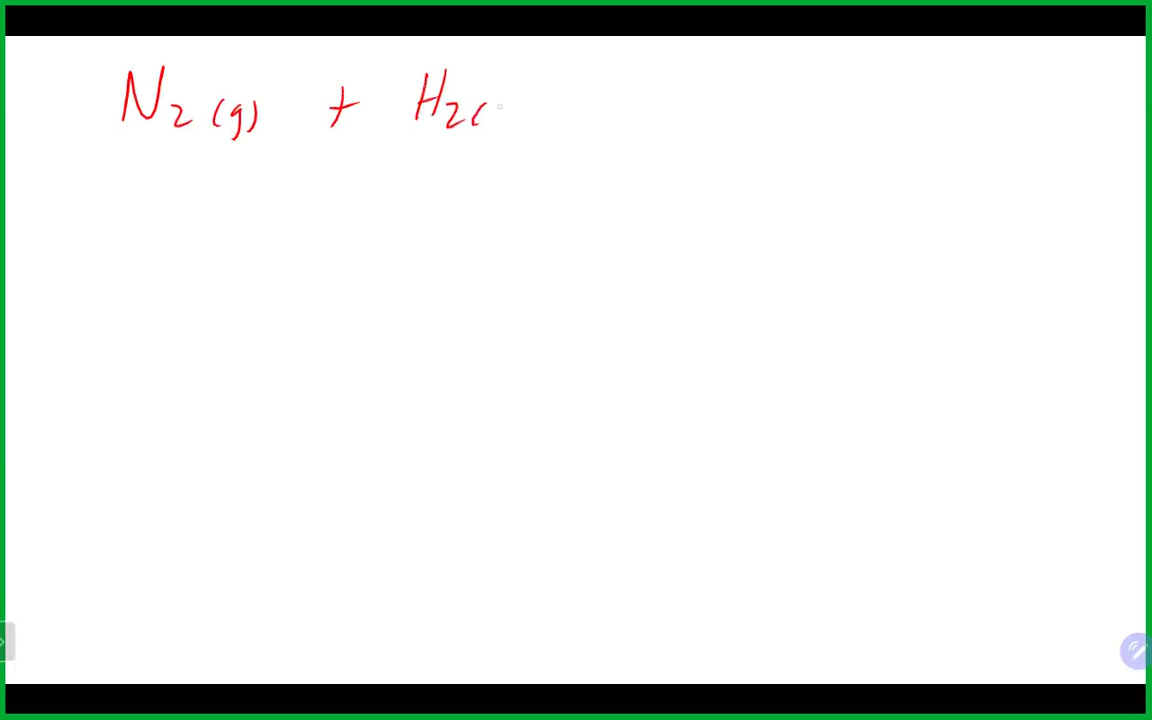 N₂ (g) + H₂(